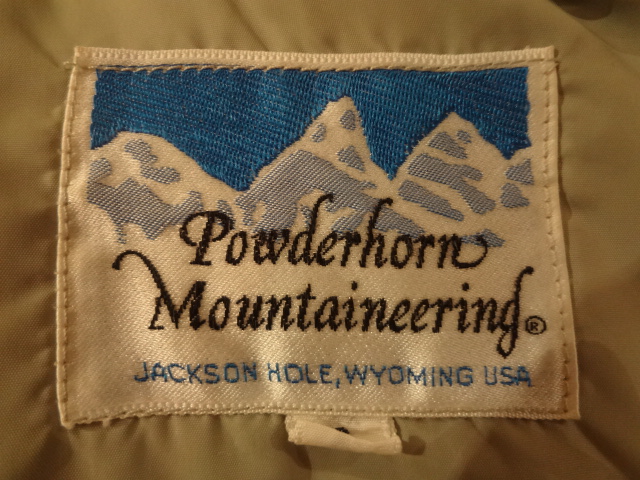 Powderhorn
Mountaineering®
JACKSON HOLE, WYOMING USA